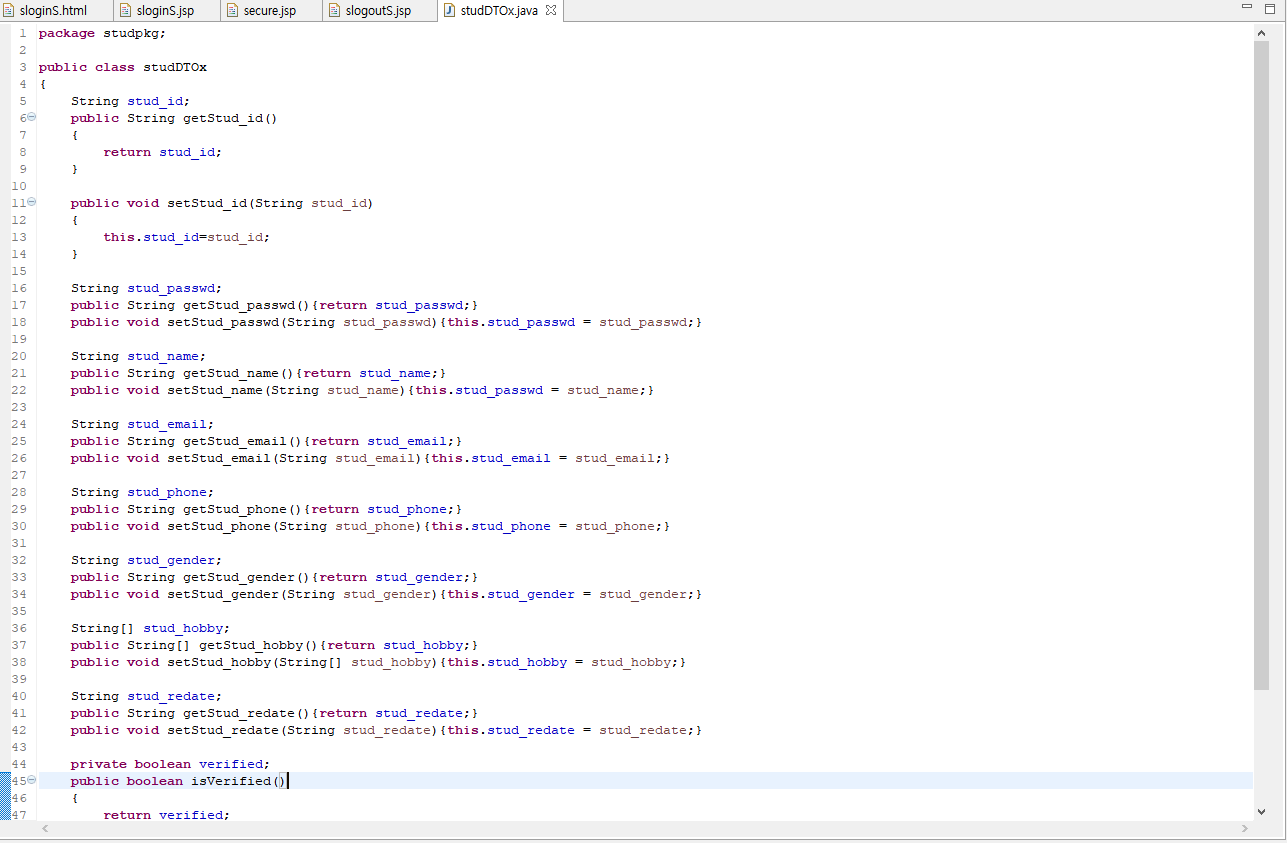 sloginS.html sloginS.jsp secure.jsp slogoutS.jsp studDTOx.java
1 package studpkg;
2
3 public class studDTOx
4 {
5     String stud_id;
6     public String getStud_id()
7     {
8         return stud_id;
9     }
10
11     public void setStud_id(String stud_id)
12     {
13         this.stud_id=stud_id;
14     }
15
16     String stud_passwd;
17     public String getStud_passwd(){return stud_passwd;}
18     public void setStud_passwd(String stud_passwd){this.stud_passwd = stud_passwd;}
19
20     String stud_name;
21     public String getStud_name(){return stud_name;}
22     public void setStud_name(String stud_name){this.stud_passwd = stud_name;}
23
24     String stud_email;
25     public String getStud_email(){return stud_email;}
26     public void setStud_email(String stud_email){this.stud_email = stud_email;}
27
28     String stud_phone;
29     public String getStud_phone(){return stud_phone;}
30     public void setStud_phone(String stud_phone){this.stud_phone = stud_phone;}
31
32     String stud_gender;
33     public String getStud_gender(){return stud_gender;}
34     public void setStud_gender(String stud_gender){this.stud_gender = stud_gender;}
35
36     String[] stud_hobby;
37     public String[] getStud_hobby(){return stud_hobby;}
38     public void setStud_hobby(String[] stud_hobby){this.stud_hobby = stud_hobby;}
39
40     String stud_redate;
41     public String getStud_redate(){return stud_redate;}
42     public void setStud_redate(String stud_redate){this.stud_redate = stud_redate;}
43
44     private boolean verified;
45     public boolean isVerified()
46     {
47         return verified;